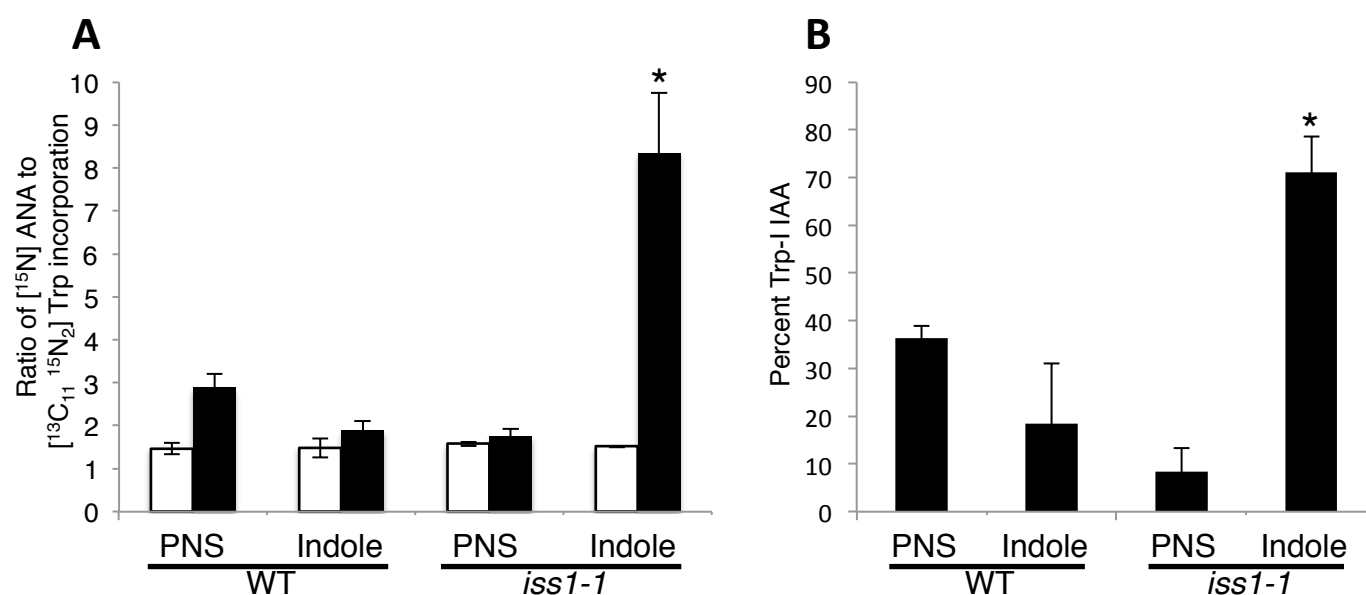 A
Ratio of [¹⁵N] ANA to
[¹³C₁₁ ¹⁵N₂] Trp incorporation
10
9
8
7
6
5
4
3
2
1
0
*
PNS Indole PNS Indole
WT iss1-1
B
Percent Trp-I IAA
90
80
70
60
50
40
30
20
10
0
*
PNS Indole PNS Indole
WT iss1-1